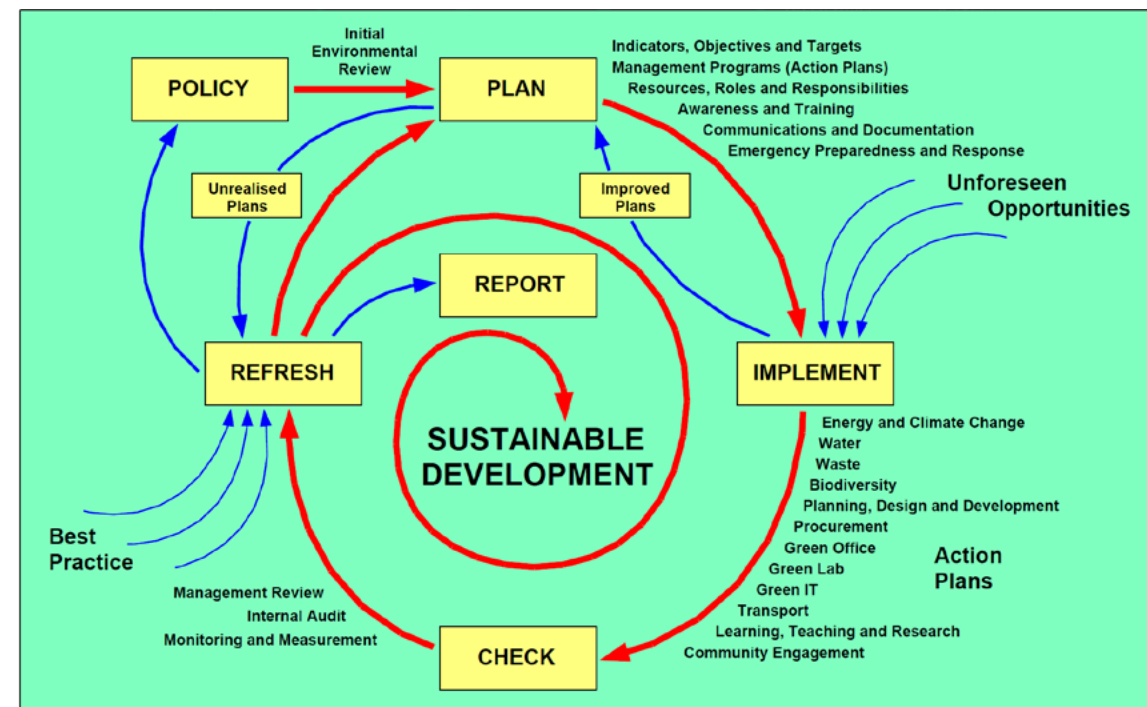 Initial
Environmental
Review
POLICY
PLAN
Indicators, Objectives and Targets
Management Programs (Action Plans)
Resources, Roles and Responsibilities
Awareness and Training
Communications and Documentation
Emergency Preparedness and Response
Unrealised
Plans
Improved
Plans
Unforeseen
Opportunities
REPORT
REFRESH
IMPLEMENT
SUSTAINABLE
DEVELOPMENT
Energy and Climate Change
Water
Waste
Biodiversity
Planning, Design and Development
Procurement
Green Office
Green Lab
Green IT
Transport
Learning, Teaching and Research
Community Engagement
Action
Plans
Best
Practice
Management Review
Internal Audit
Monitoring and Measurement
CHECK